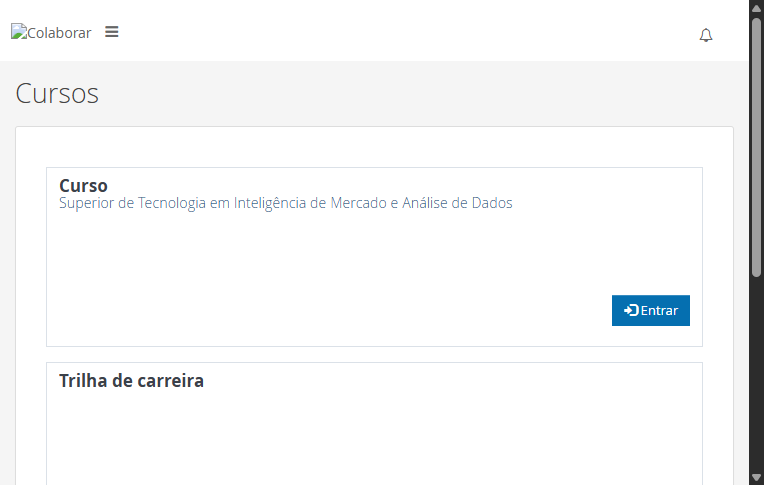 Colaborar
Cursos
Curso
Superior de Tecnologia em Inteligência de Mercado e Análise de Dados
Entrar
Trilha de carreira